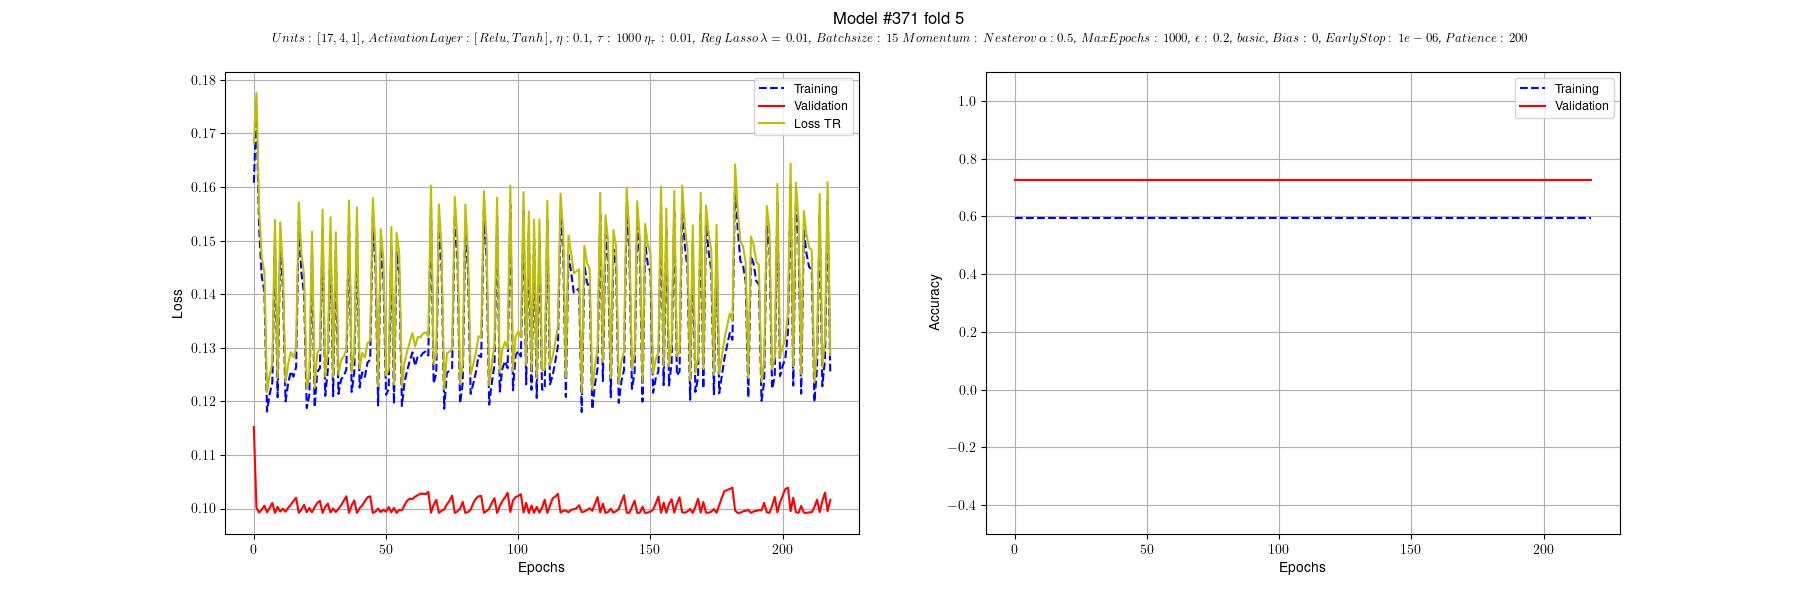 Model #371 fold 5
Units : [17, 4, 1], ActivationLayer : [Relu, Tanh], η : 0.1, τ : 1000 ητ : 0.01, Reg Lasso λ = 0.01, Batchsize : 15 Momentum : Nesterov α : 0.5, MaxEpochs : 1000, ϵ : 0.2, basic, Bias : 0, EarlyStop : 1e − 06, Patience : 200
0.18
0.17
0.16
0.15
0.14
0.13
0.12
0.11
0.10
Loss
Training
Validation
Loss TR
0 50 100 150 200
Epochs
1.0
0.8
0.6
0.4
0.2
0.0
−0.2
−0.4
Accuracy
Training
Validation
0 50 100 150 200
Epochs